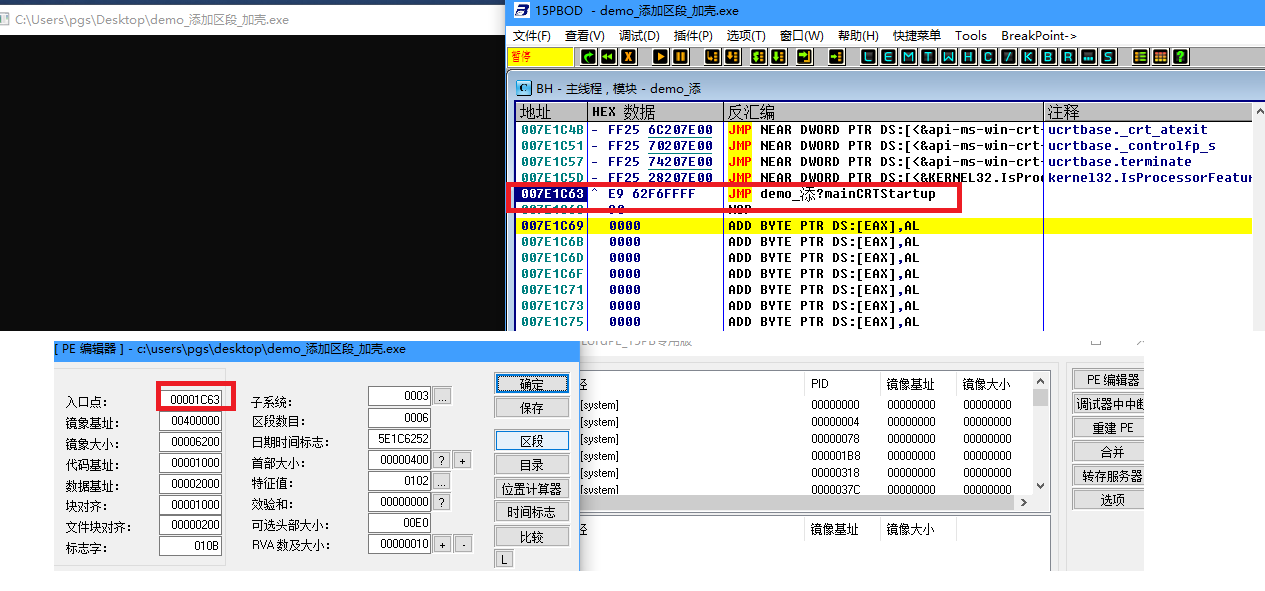 C:\Users\pgs\Desktop\demo_添加区段_加壳.exe
15PBOD - demo_添加区段_加壳.exe
文件(F) 查看(V) 调试(D) 插件(P) 选项(T) 窗口(W) 帮助(H) 快捷菜单 Tools BreakPoint->
暂停 L E M T W H C / K B R ... S ?
C BH - 主线程 , 模块 - demo_添
地址 HEX 数据 反汇编 注释
007E1C4B - FF25 6C207E00 JMP NEAR DWORD PTR DS:[<&api-ms-win-crt- ucrtbase._crt_atexit
007E1C51 - FF25 70207E00 JMP NEAR DWORD PTR DS:[<&api-ms-win-crt- ucrtbase._controlfp_s
007E1C57 - FF25 74207E00 JMP NEAR DWORD PTR DS:[<&api-ms-win-crt- ucrtbase.terminate
007E1C5D - FF25 28207E00 JMP NEAR DWORD PTR DS:[<&KERNEL32.IsProc kernel32.IsProcessorFeatur
007E1C63 ^ E9 62F6FFFF JMP demo_添?mainCRTStartup
007E1C68 90 NOP
007E1C69 0000 ADD BYTE PTR DS:[EAX],AL
007E1C6B 0000 ADD BYTE PTR DS:[EAX],AL
007E1C6D 0000 ADD BYTE PTR DS:[EAX],AL
007E1C6F 0000 ADD BYTE PTR DS:[EAX],AL
007E1C71 0000 ADD BYTE PTR DS:[EAX],AL
007E1C73 0000 ADD BYTE PTR DS:[EAX],AL
007E1C75 0000 ADD BYTE PTR DS:[EAX],AL
[ PE 编辑器 ] - c:\users\pgs\desktop\demo_添加区段_加壳.exe
入口点: 00001C63 子系统: 0003 ... 确定
镜像基址: 00400000 区段数目: 0006 保存
镜像大小: 00006200 日期时间标志: 5E1C6252 区段
代码基址: 00001000 首部大小: 00000400 ? + 目录
数据基址: 00002000 特征值: 0102 ... 位置计算器
块对齐: 00001000 效验和: 00000000 ? 时间标志
文件块对齐: 00000200 可选头部大小: 00E0 比较
标志字: 010B RVA 数及大小: 00000010 + - L
LordPE_15PB专用版
径 PID 镜像基址 镜像大小
[system] 00000000 00000000 00000000
[system] 00000004 00000000 00000000
[system] 00000078 00000000 00000000
[system] 000001B8 00000000 00000000
[system] 00000318 00000000 00000000
[system] 0000037C 00000000 00000000
径 镜像基址 镜像大小
PE 编辑器
调试器中中断
重建 PE
合并
转存服务器
选项